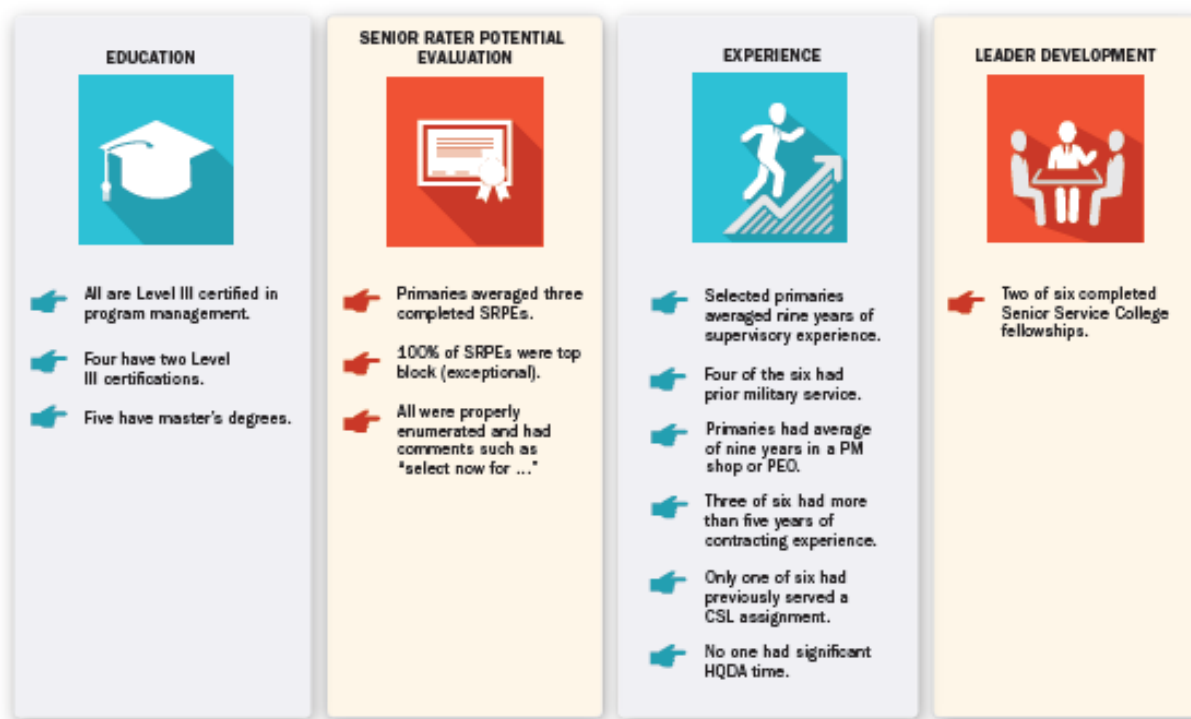 EDUCATION
All are Level III certified in
program management.
Four have two Level
III certifications.
Five have master's degrees.
SENIOR RATER POTENTIAL
EVALUATION
Primaries averaged three
completed SRPEs.
100% of SRPEs were top
block (exceptional).
All were properly
enumerated and had
comments such as
“select now for ...”
EXPERIENCE
Selected primaries
averaged nine years of
supervisory experience.
Four of the six had
prior military service.
Primaries had average
of nine years in a PM
shop or PEO.
Three of six had more
than five years of
contracting experience.
Only one of six had
previously served a
CSL assignment.
No one had significant
HQDA time.
LEADER DEVELOPMENT
Two of six completed
Senior Service College
fellowships.